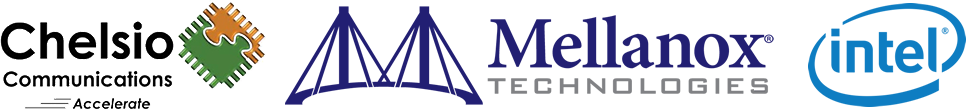 Chelsio
Communications
Accelerate
Mellanox®
TECHNOLOGIES
intel®